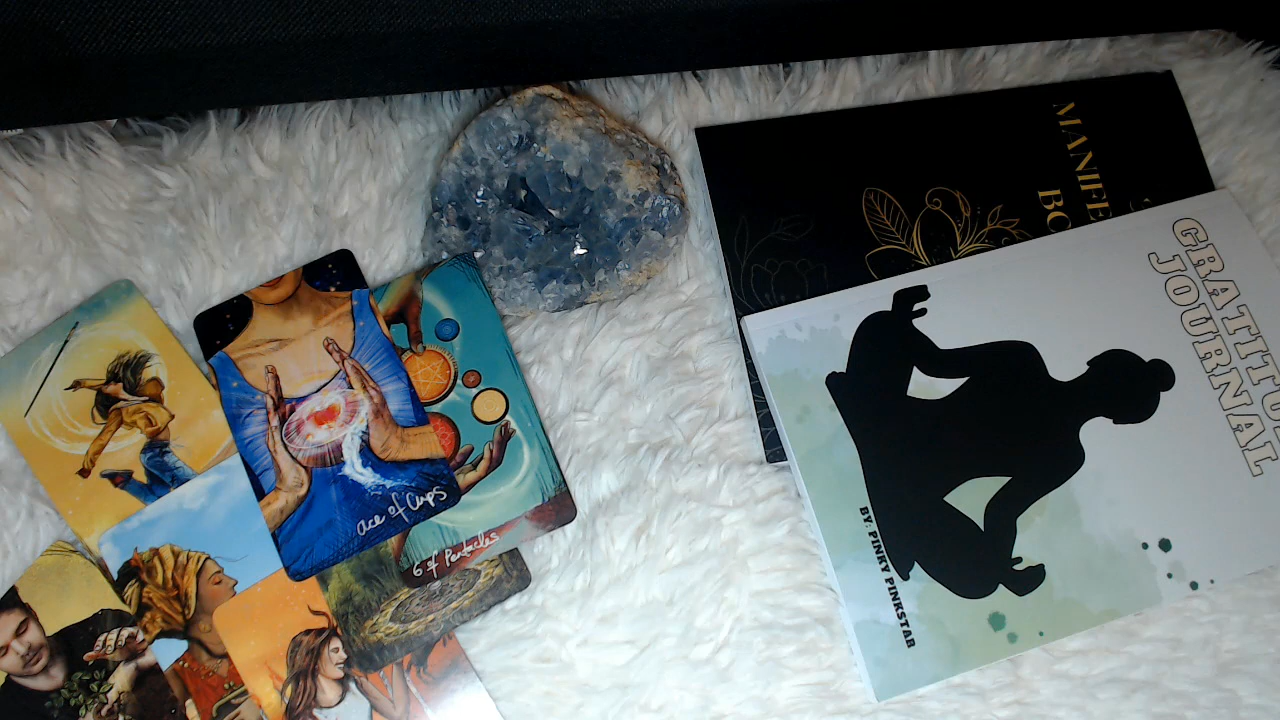 ace of Cups
6 of Pentacles
GRATITU
JOURNAL
BY: PINKY PINKSTAR
MANIFE
BO